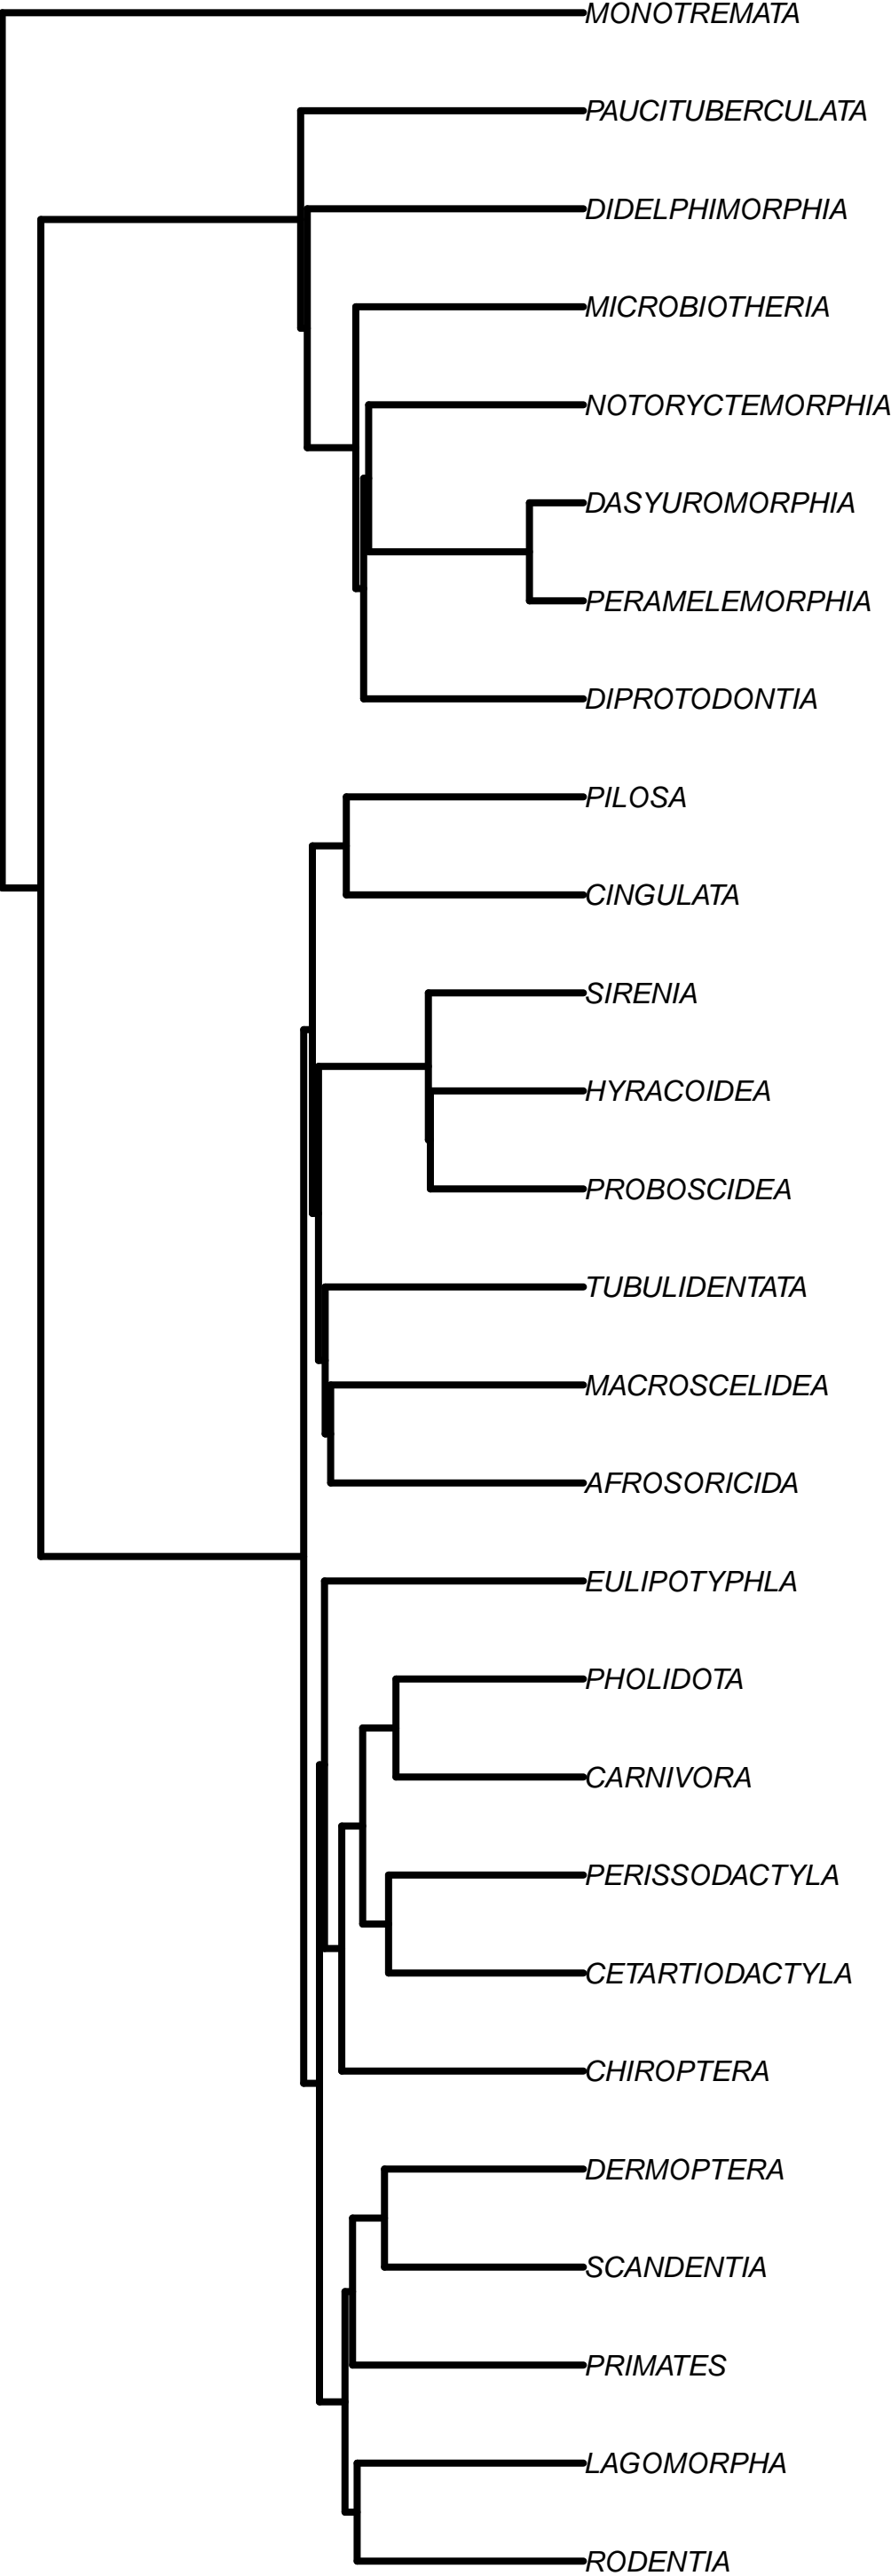 MONOTREMATA
PAUCITUBERCULATA
DIDELPHIMORPHIA
MICROBIOTHERIA
NOTORYCTEMORPHIA
DASYUROMORPHIA
PERAMELEMORPHIA
DIPROTODONTIA
PILOSA
CINGULATA
SIRENIA
HYRACOIDEA
PROBOSCIDEA
TUBULIDENTATA
MACROSCELIDEA
AFROSORICIDA
EULIPOTYPHLA
PHOLIDOTA
CARNIVORA
PERISSODACTYLA
CETARTIODACTYLA
CHIROPTERA
DERMOPTERA
SCANDENTIA
PRIMATES
LAGOMORPHA
RODENTIA